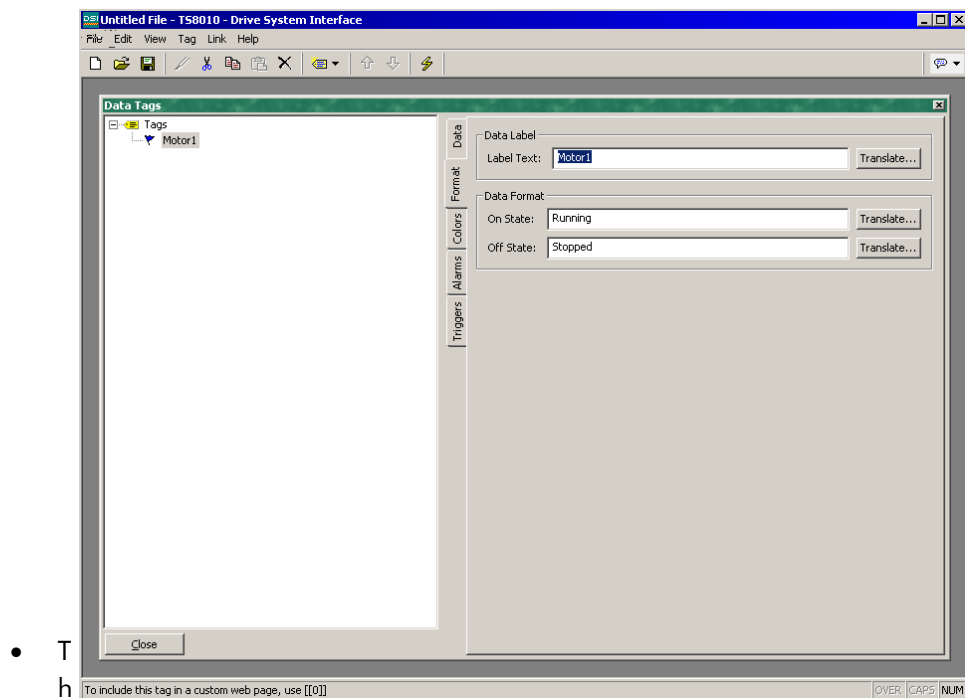 DSI Untitled File - TS8010 - Drive System Interface
File Edit View Tag Link Help
Data Tags
Tags
Motor1
Data
Format
Colors
Alarms
Triggers
Data Label
Label Text: Motor1 Translate...
Data Format
On State: Running Translate...
Off State: Stopped Translate...
Close
• T
h
To include this tag in a custom web page, use [[0]] OVER CAPS NUM